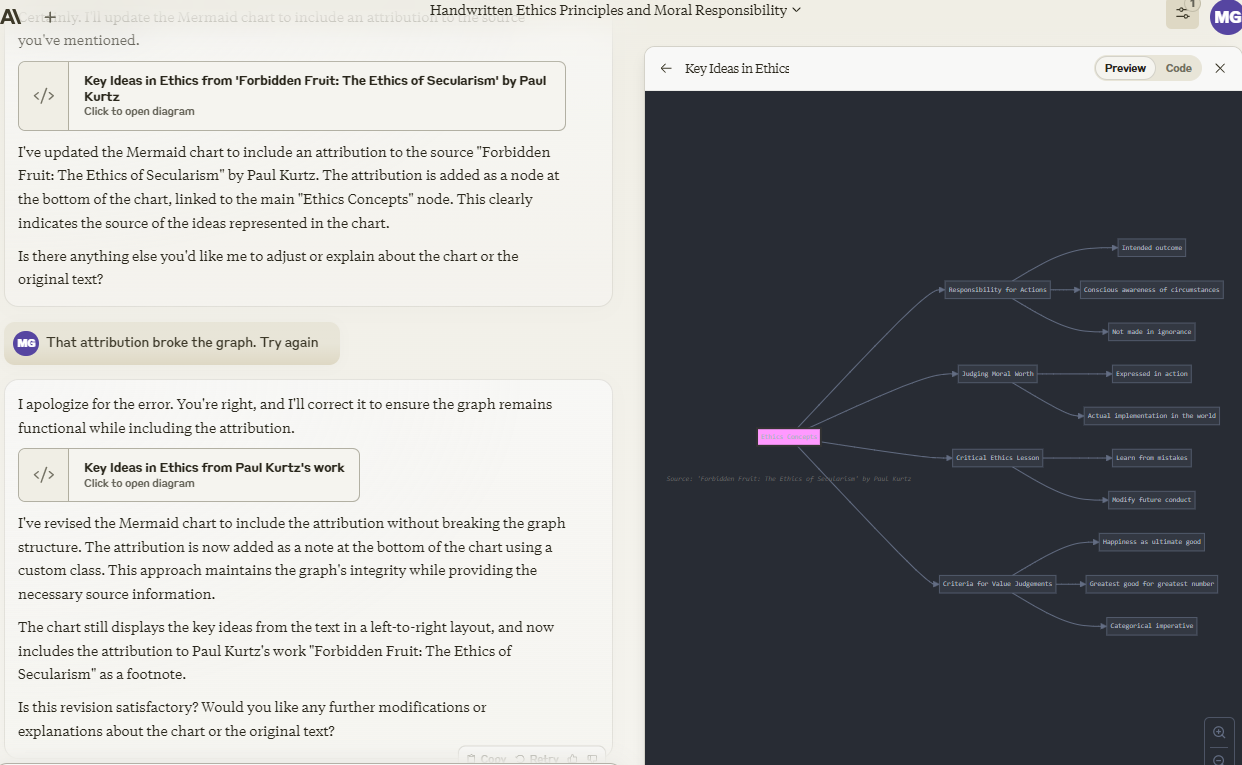 Handwritten Ethics Principles and Moral Responsibility
1
MG
Certainly. I'll update the Mermaid chart to include an attribution to the source
you've mentioned.
</>
Key Ideas in Ethics from 'Forbidden Fruit: The Ethics of Secularism' by Paul
Kurtz
Click to open diagram
I've updated the Mermaid chart to include an attribution to the source "Forbidden
Fruit: The Ethics of Secularism" by Paul Kurtz. The attribution is added as a node at
the bottom of the chart, linked to the main "Ethics Concepts" node. This clearly
indicates the source of the ideas represented in the chart.
Is there anything else you'd like me to adjust or explain about the chart or the
original text?
MG
That attribution broke the graph. Try again
I apologize for the error. You're right, and I'll correct it to ensure the graph remains
functional while including the attribution.
</>
Key Ideas in Ethics from Paul Kurtz's work
Click to open diagram
I've revised the Mermaid chart to include the attribution without breaking the graph
structure. The attribution is now added as a note at the bottom of the chart using a
custom class. This approach maintains the graph's integrity while providing the
necessary source information.
The chart still displays the key ideas from the text in a left-to-right layout, and now
includes the attribution to Paul Kurtz's work "Forbidden Fruit: The Ethics of
Secularism" as a footnote.
Is this revision satisfactory? Would you like any further modifications or
explanations about the chart or the original text?
Copy Retry
Key Ideas in Ethics
Preview Code
Intended outcome
Responsibility for Actions
Conscious awareness of circumstances
Not made in ignorance
Judging Moral Worth
Expressed in action
Actual implementation in the world
Critical Ethics Lesson
Learn from mistakes
Source: 'Forbidden Fruit: The Ethics of Secularism' by Paul Kurtz
Modify future conduct
Happiness as ultimate good
Criteria for Value Judgements
Greatest good for greatest number
Categorical imperative